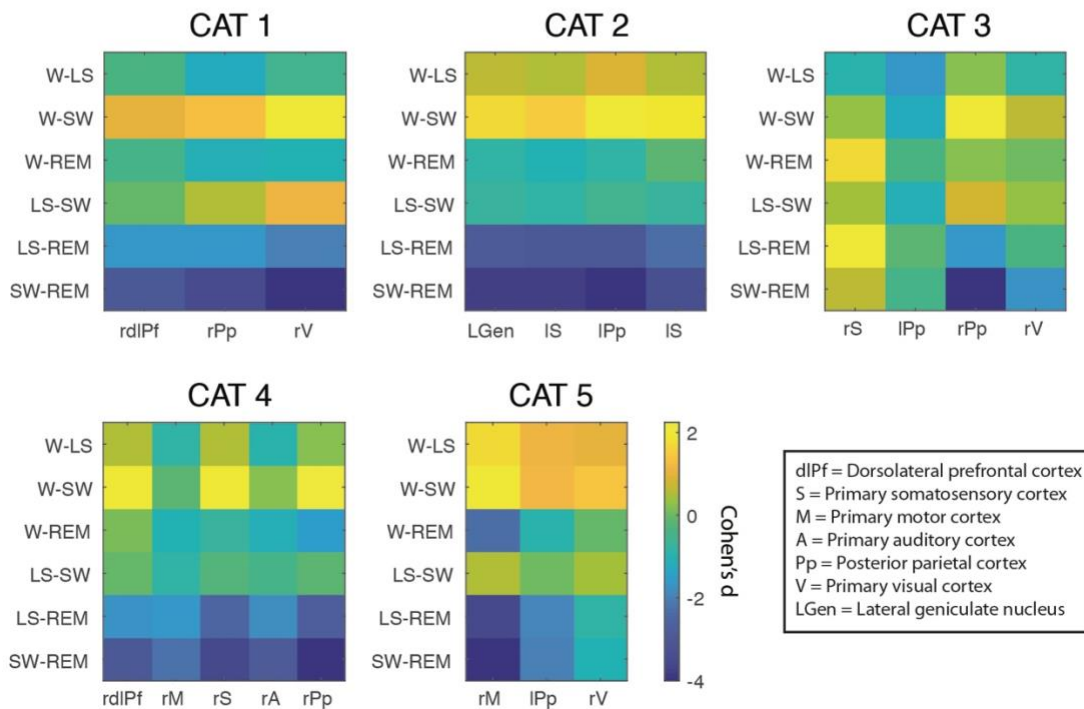 CAT 1
W-LS
W-SW
W-REM
LS-SW
LS-REM
SW-REM
rdlPf rPp rV
CAT 2
W-LS
W-SW
W-REM
LS-SW
LS-REM
SW-REM
LGen lS lPp lS
CAT 3
W-LS
W-SW
W-REM
LS-SW
LS-REM
SW-REM
rS lPp rPp rV
CAT 4
W-LS
W-SW
W-REM
LS-SW
LS-REM
SW-REM
rdlPf rM rS rA rPp
CAT 5
W-LS
W-SW
W-REM
LS-SW
LS-REM
SW-REM
rM lPp rV
2
0
-2
-4
Cohen's d
dlPf = Dorsolateral prefrontal cortex
S = Primary somatosensory cortex
M = Primary motor cortex
A = Primary auditory cortex
Pp = Posterior parietal cortex
V = Primary visual cortex
LGen = Lateral geniculate nucleus